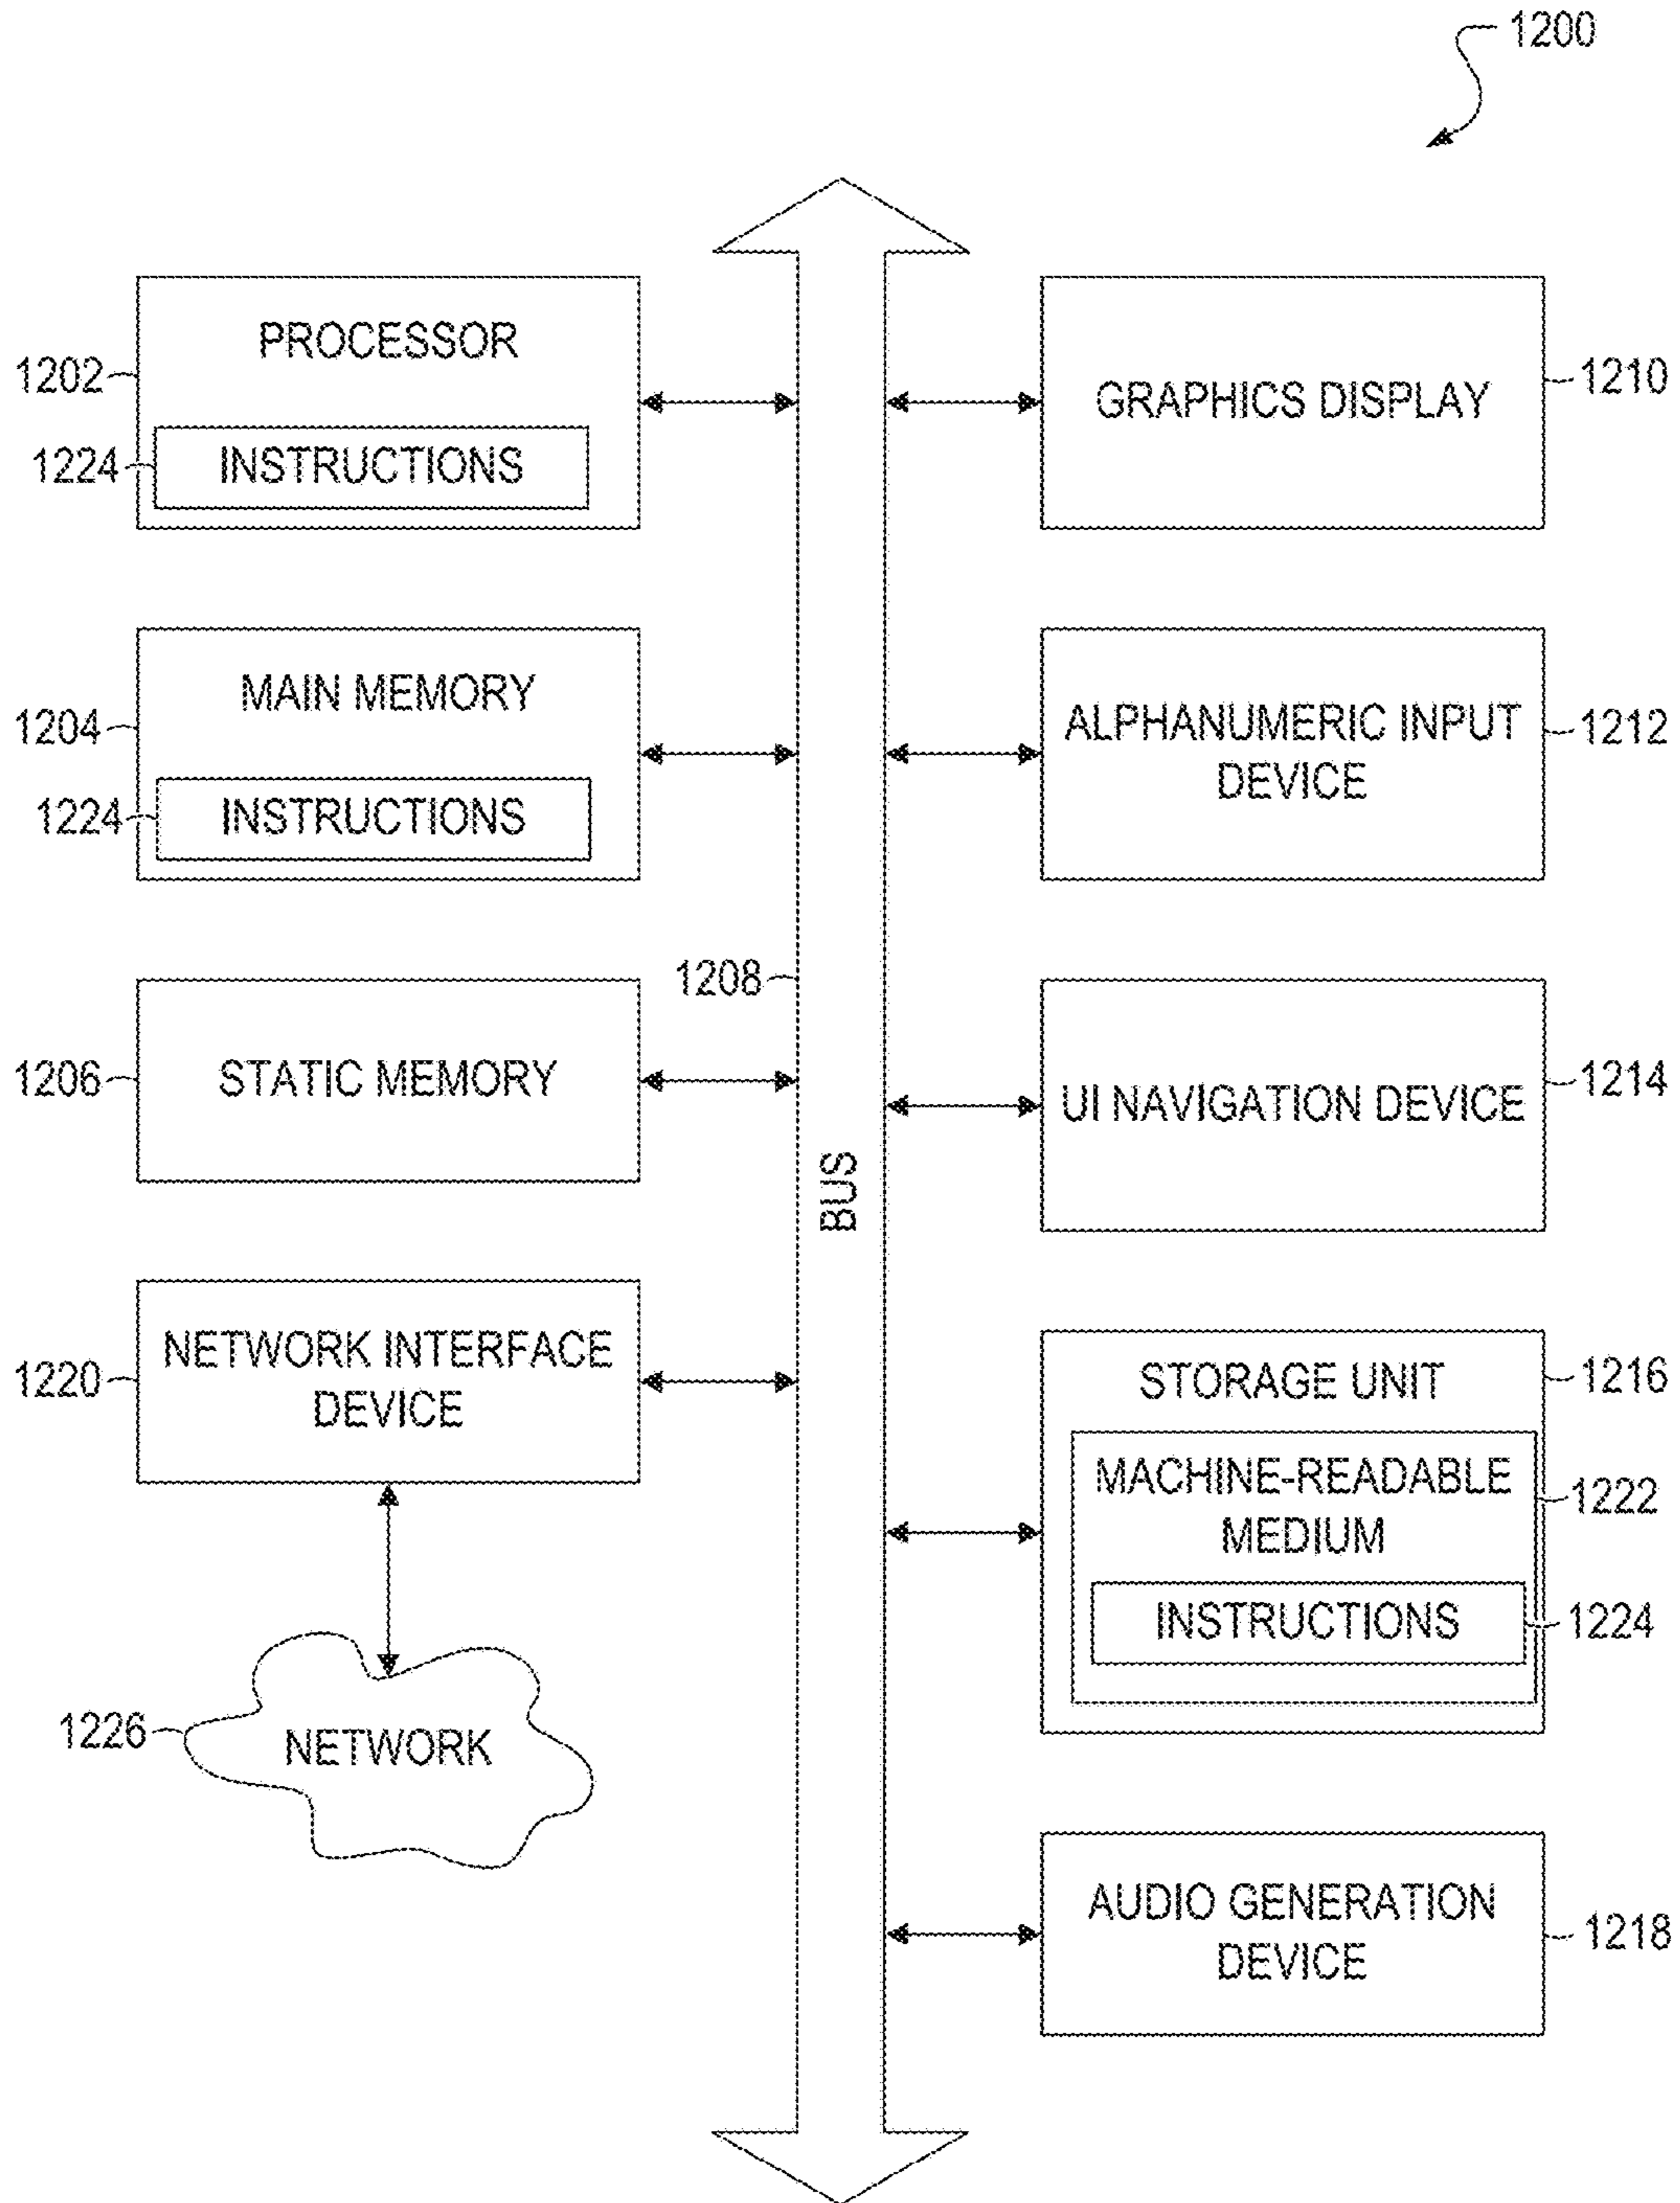 1200
PROCESSOR
1202
INSTRUCTIONS
1224
MAIN MEMORY
1204
INSTRUCTIONS
1224
STATIC MEMORY
1206
NETWORK INTERFACE
DEVICE
1220
NETWORK
1226
1208
BUS
GRAPHICS DISPLAY
1210
ALPHANUMERIC INPUT
DEVICE
1212
UI NAVIGATION DEVICE
1214
STORAGE UNIT
1216
MACHINE-READABLE
MEDIUM
1222
INSTRUCTIONS
1224
AUDIO GENERATION
DEVICE
1218